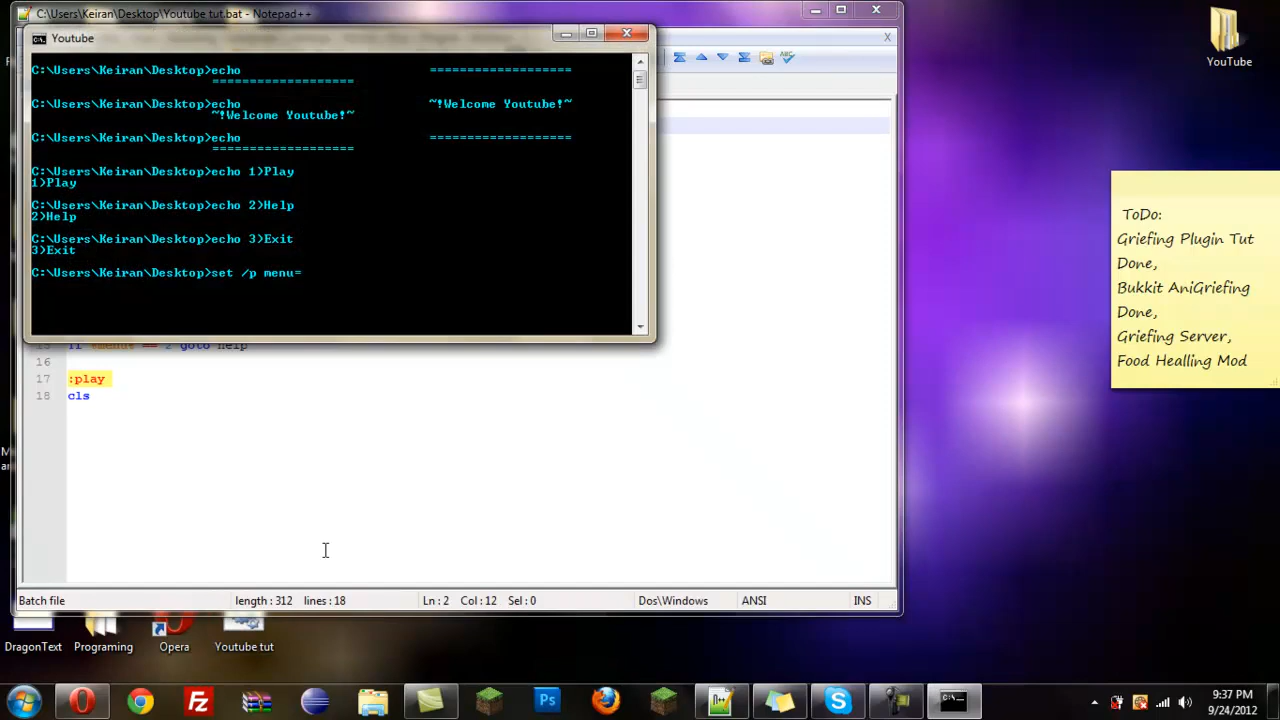 C:\Users\Keiran\Desktop\Youtube tut.bat - Notepad++
Youtube
C:\Users\Keiran\Desktop>echo ===================
===================
C:\Users\Keiran\Desktop>echo ~!Welcome Youtube!~
~!Welcome Youtube!~
C:\Users\Keiran\Desktop>echo ===================
===================
C:\Users\Keiran\Desktop>echo 1)Play
1)Play
C:\Users\Keiran\Desktop>echo 2)Help
2)Help
C:\Users\Keiran\Desktop>echo 3)Exit
3)Exit
C:\Users\Keiran\Desktop>set /p menu=
16
17 :play
18 cls
Batch file length:312 lines:18 Ln:2 Col:12 Sel:0 Dos\Windows ANSI INS
YouTube
ToDo:
Griefing Plugin Tut
Done,
Bukkit AniGriefing
Done,
Griefing Server,
Food Healling Mod
DragonText
Programing
Opera
Youtube tut
9:37 PM
9/24/2012